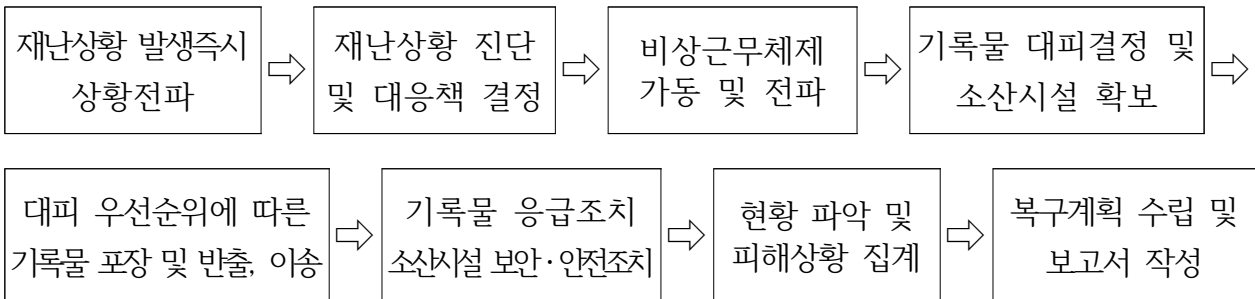 재난상황 발생즉시
상황전파
재난상황 진단
및 대응책 결정
비상근무체제
가동 및 전파
기록물 대피결정 및
소산시설 확보
대피 우선순위에 따른
기록물 포장 및 반출, 이송
기록물 응급조치
소산시설 보안·안전조치
현황 파악 및
피해상황 집계
복구계획 수립 및
보고서 작성